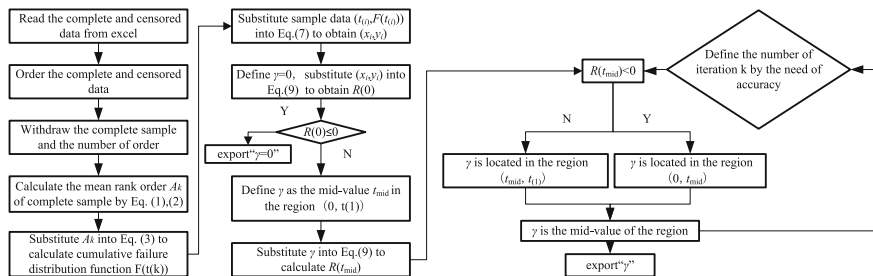 Read the complete and censored
data from excel
Order the complete and censored
data
Withdraw the complete sample
and the number of order
Calculate the mean rank order Ak
of complete sample by Eq. (1),(2)
Substitute Ak into Eq. (3) to
calculate cumulative failure
distribution function F(t(k))
Substitute sample data (t(i),F(t(i)))
into Eq.(7) to obtain (xi,yi)
Define γ=0, substitute (xi,yi) into
Eq.(9) to obtain R(0)
Y
R(0)≤0
export“γ=0”
N
Define γ as the mid-value tmid in
the region (0, t(1))
Substitute γ into Eq.(9) to
calculate R(tmid)
R(tmid)<0
N
Y
γ is located in the region
(tmid, t(1))
γ is located in the region
(0, tmid)
γ is the mid-value of the region
export“γ”
Define the number of
iteration k by the need of
accuracy